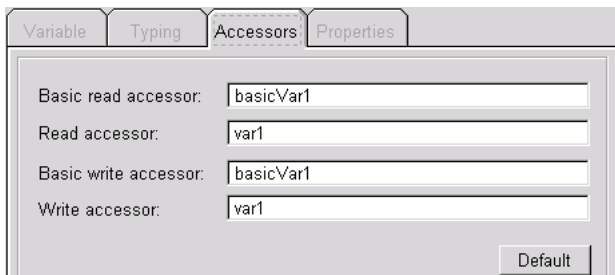 Variable Typing Accessors Properties
Basic read accessor: basicVar1
Read accessor: var1
Basic write accessor: basicVar1
Write accessor: var1
Default